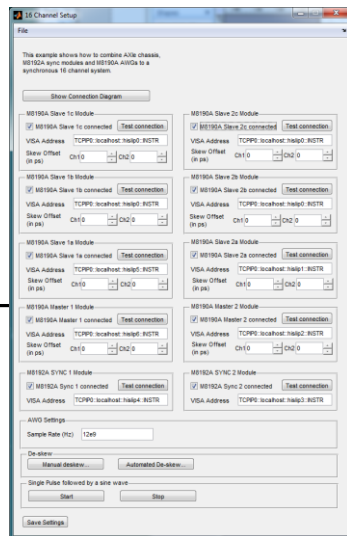 16 Channel Setup
File
This example shows how to combine AXIe chassis,
M8192A sync modules and M8190A AWGs to a
synchronous 16 channel system.
Show Connection Diagram
M8190A Slave 1c Module
M8190A Slave 1c connected Test connection
VISA Address TCPIP0::localhost::hislip0::INSTR
Skew Offset
(in ps) Ch1 0 Ch2 0
M8190A Slave 2c Module
M8190A Slave 2c connected Test connection
VISA Address TCPIP0::localhost::hislip0::INSTR
Skew Offset
(in ps) Ch1 0 Ch2 0
M8190A Slave 1b Module
M8190A Slave 1b connected Test connection
VISA Address TCPIP0::localhost::hislip0::INSTR
Skew Offset
(in ps) Ch1 0 Ch2 0
M8190A Slave 2b Module
M8190A Slave 2b connected Test connection
VISA Address TCPIP0::localhost::hislip0::INSTR
Skew Offset
(in ps) Ch1 0 Ch2 0
M8190A Slave 1a Module
M8190A Slave 1a connected Test connection
VISA Address TCPIP0::localhost::hislip5::INSTR
Skew Offset
(in ps) Ch1 0 Ch2 0
M8190A Slave 2a Module
M8190A Slave 2a connected Test connection
VISA Address TCPIP0::localhost::hislip1::INSTR
Skew Offset
(in ps) Ch1 0 Ch2 0
M8190A Master 1 Module
M8190A Master 1 connected Test connection
VISA Address TCPIP0::localhost::hislip6::INSTR
Skew Offset
(in ps) Ch1 0 Ch2 0
M8190A Master 2 Module
M8190A Master 2 connected Test connection
VISA Address TCPIP0::localhost::hislip2::INSTR
Skew Offset
(in ps) Ch1 0 Ch2 0
M8192A SYNC 1 Module
M8192A Sync 1 connected Test connection
VISA Address TCPIP0::localhost::hislip4::INSTR
M8192A SYNC 2 Module
M8192A Sync 2 connected Test connection
VISA Address TCPIP0::localhost::hislip3::INSTR
AWG Settings
Sample Rate (Hz) 12e9
De-skew
Manual deskew... Automated De-skew...
Single Pulse followed by a sine wave
Start Stop
Save Settings